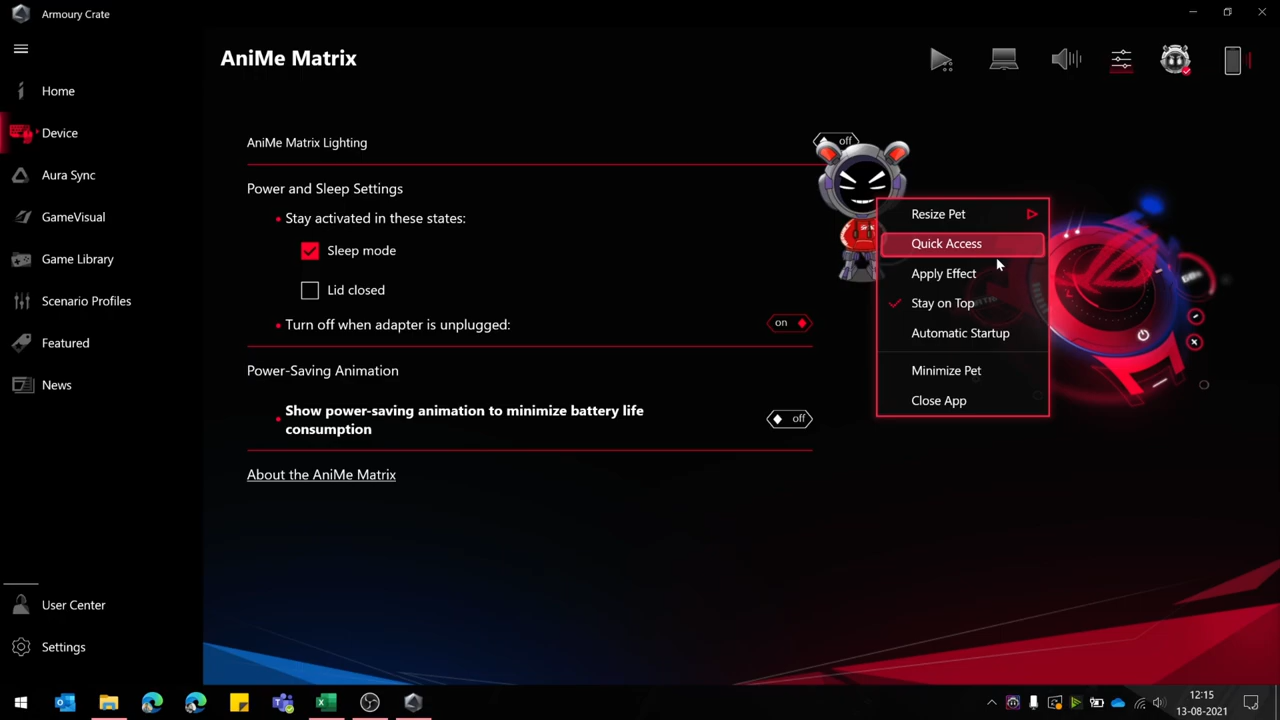 Armoury Crate
Home
Device
Aura Sync
GameVisual
Game Library
Scenario Profiles
Featured
News
User Center
Settings
AniMe Matrix
AniMe Matrix Lighting
off
Power and Sleep Settings
Stay activated in these states:
Sleep mode
Lid closed
Turn off when adapter is unplugged:
on
Power-Saving Animation
Show power-saving animation to minimize battery life
consumption
off
About the AniMe Matrix
Resize Pet
Quick Access
Apply Effect
Stay on Top
Automatic Startup
Minimize Pet
Close App
12:15
13-08-2021